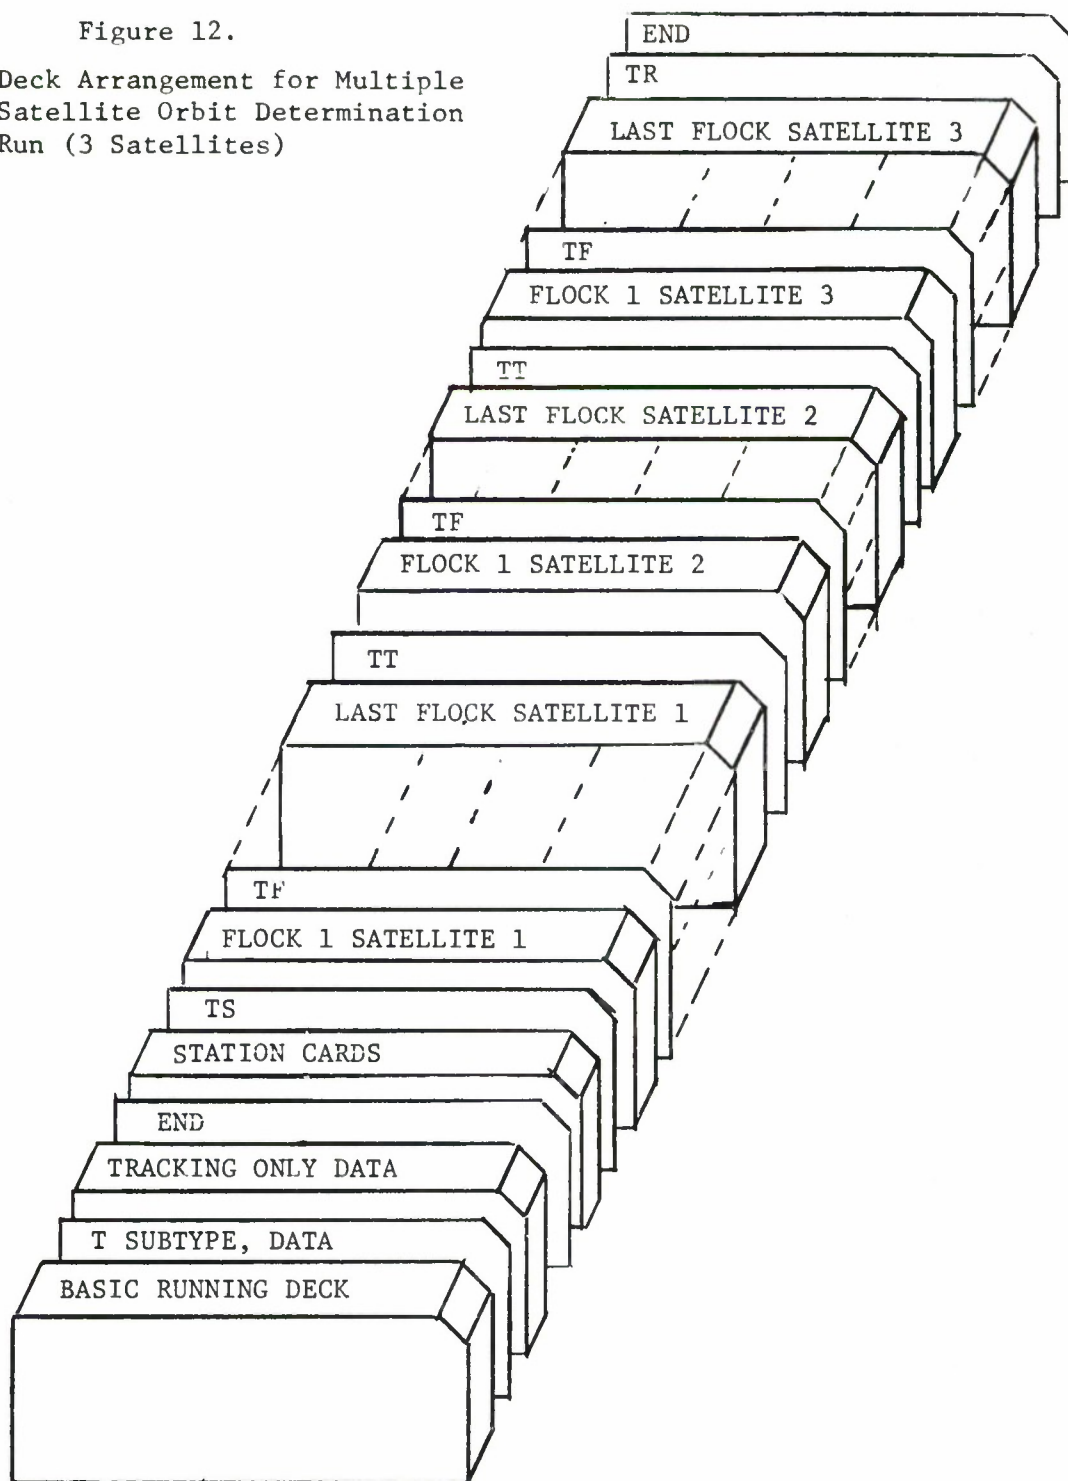 Figure 12.
Deck Arrangement for Multiple
Satellite Orbit Determination
Run (3 Satellites)
END
TR
LAST FLOCK SATELLITE 3
TF
FLOCK 1 SATELLITE 3
TT
LAST FLOCK SATELLITE 2
TF
FLOCK 1 SATELLITE 2
TT
LAST FLOCK SATELLITE 1
TF
FLOCK 1 SATELLITE 1
TS
STATION CARDS
END
TRACKING ONLY DATA
T SUBTYPE, DATA
BASIC RUNNING DECK